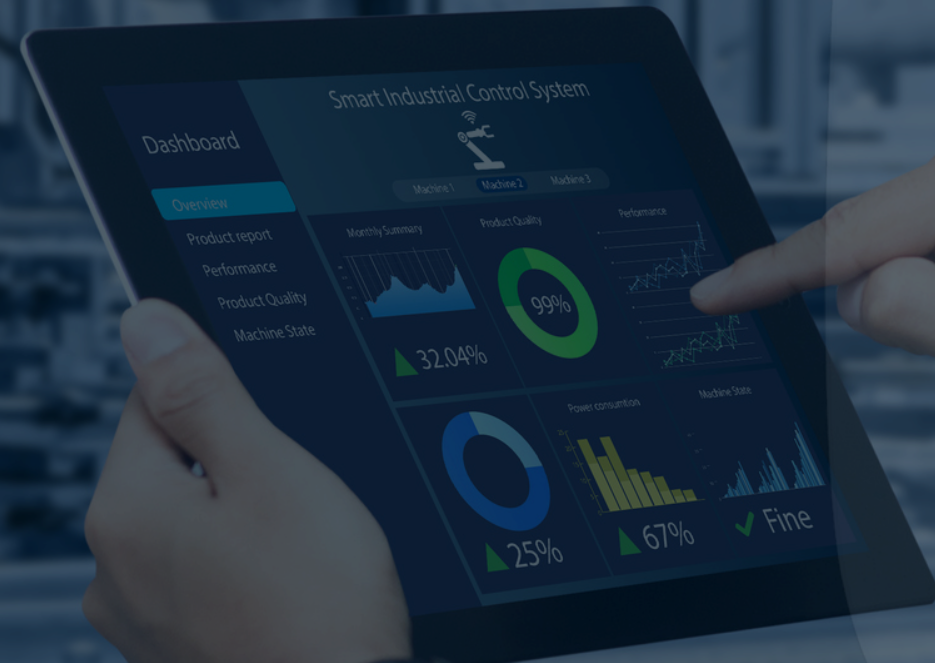 Smart Industrial Control System
Dashboard
Machine 1
Machine 2
Machine 3
Overview
Product report
Performance
Product Quality
Machine State
Monthly Summary
Product Quality
Performance
99%
32.04%
Power consumtion
Machine State
25%
67%
Fine